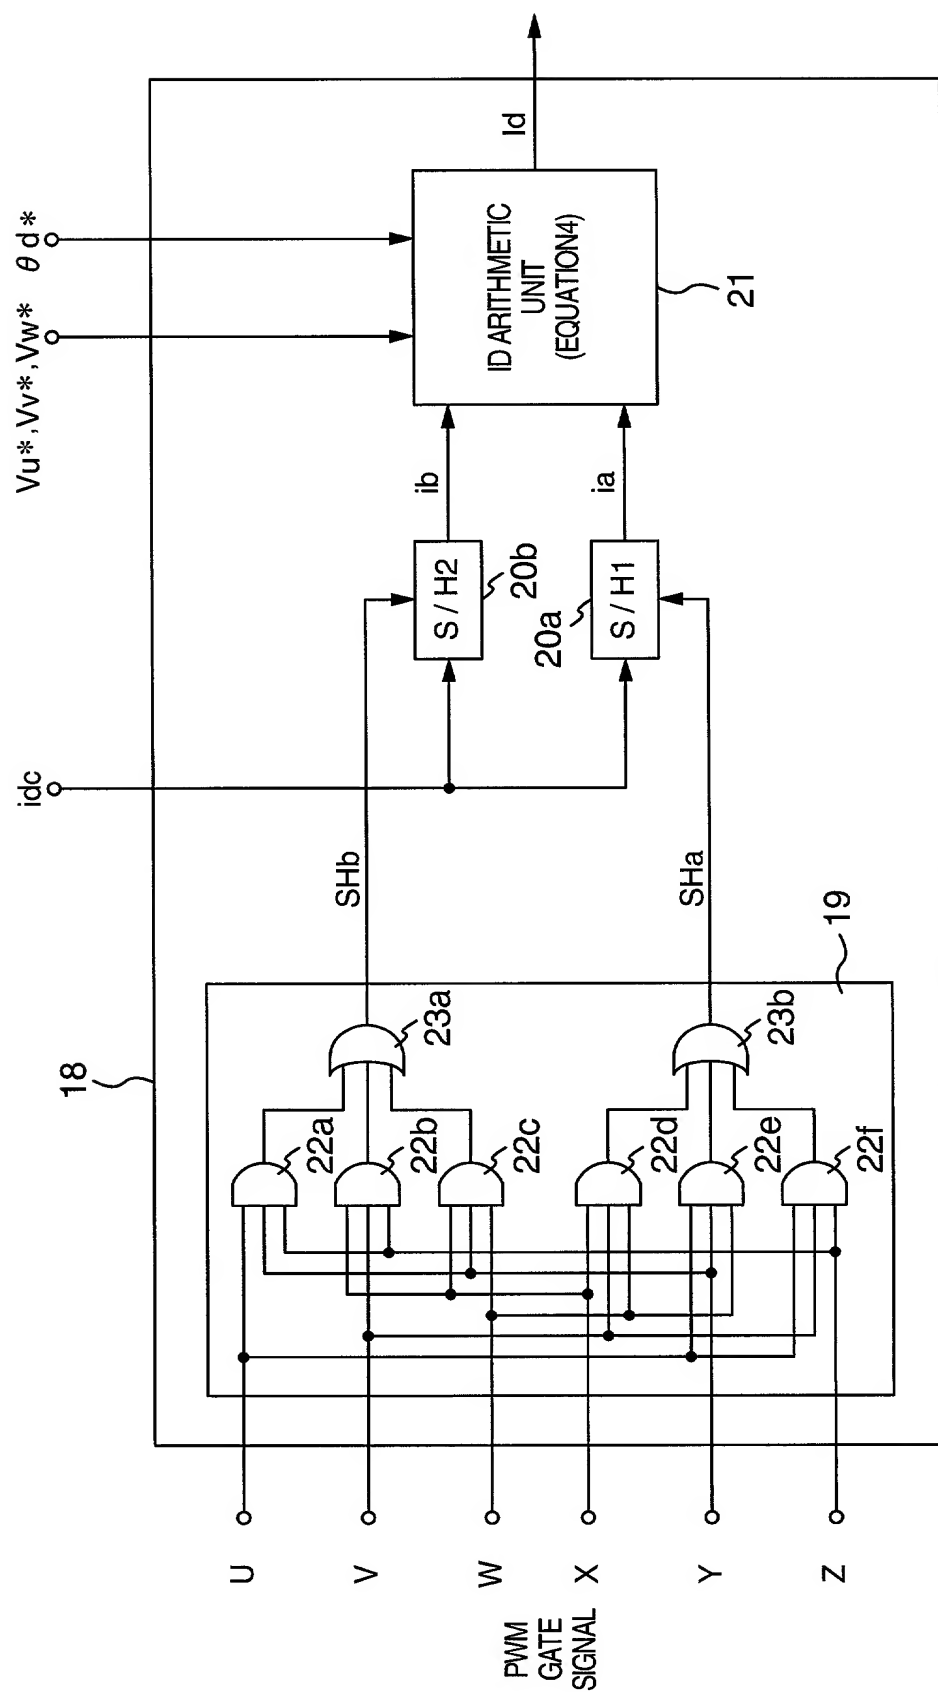 Vu*,Vv*,Vw*
θd*
idc
18
19
SHb
SHa
S/H2
20b
S/H1
20a
ib
ia
ID ARITHMETIC
UNIT
(EQUATION4)
21
Id
22a
22b
22c
22d
22e
22f
23a
23b
U
V
W
X
Y
Z
PWM
GATE
SIGNAL